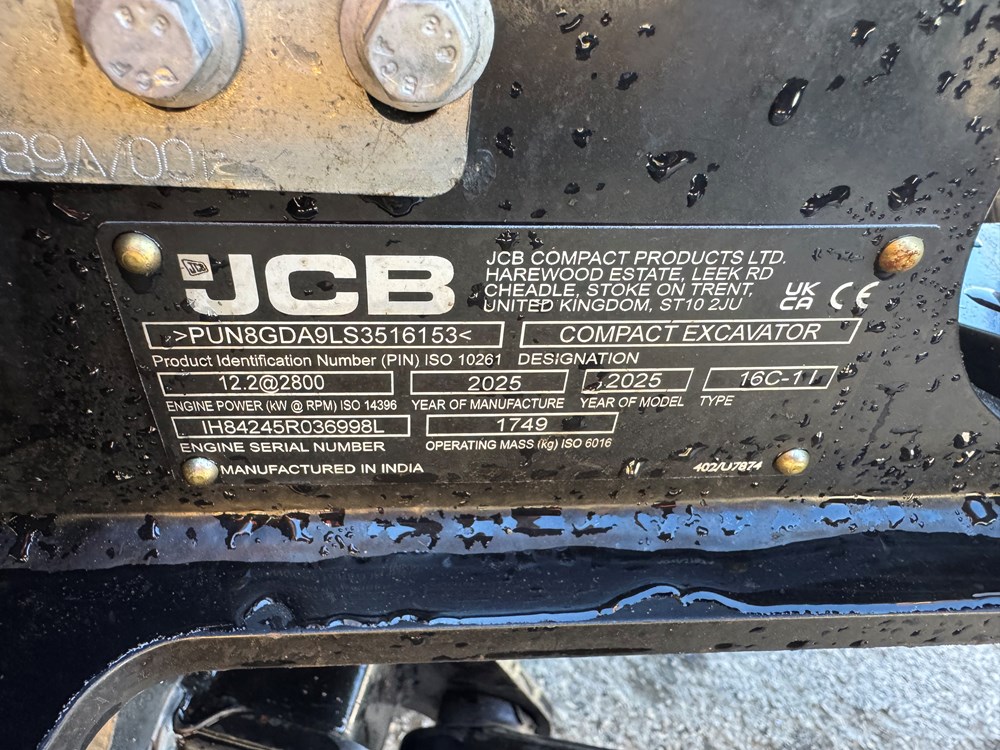 89A/001
JCB
JCB
JCB COMPACT PRODUCTS LTD.
HAREWOOD ESTATE, LEEK RD
CHEADLE, STOKE ON TRENT,
UNITED KINGDOM, ST10 2JU
UK
CA CE
>PUN8GDA9LS3516153< COMPACT EXCAVATOR
Product Identification Number (PIN) ISO 10261 DESIGNATION
12.2@2800 2025 2025 16C-1 I
ENGINE POWER (kW @ RPM) ISO 14396 YEAR OF MANUFACTURE YEAR OF MODEL TYPE
IH84245R036998L 1749
ENGINE SERIAL NUMBER OPERATING MASS (kg) ISO 6016
MANUFACTURED IN INDIA 402/U7874